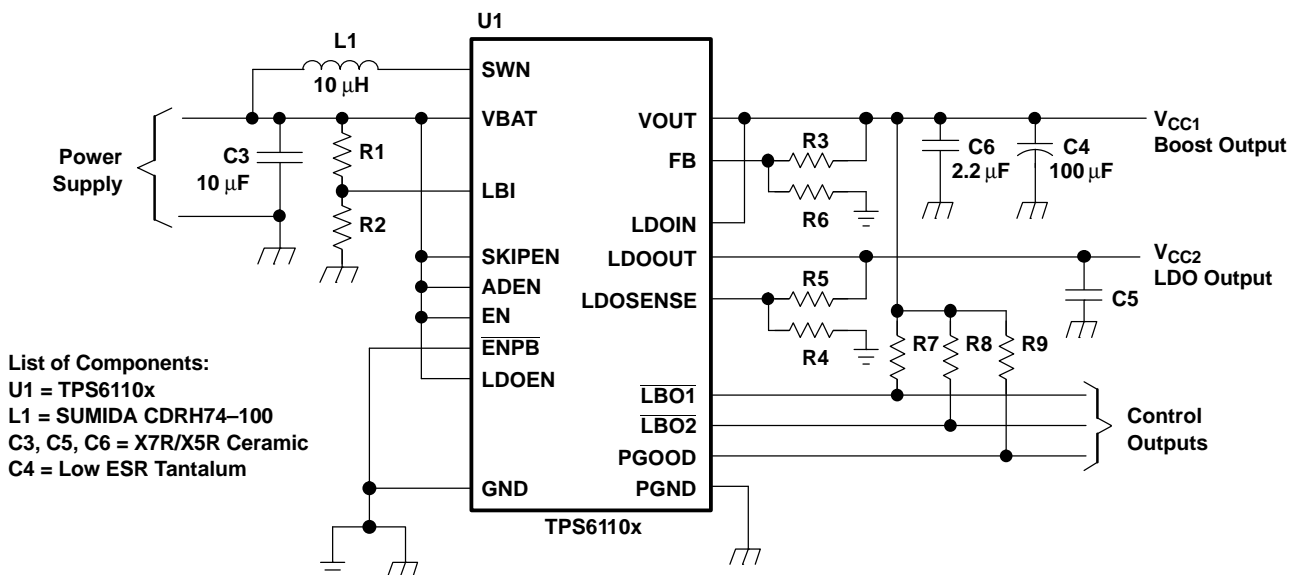 U1
L1
10 μH
SWN
VBAT
Power
Supply
C3
10 μF
R1
LBI
R2
SKIPEN
ADEN
EN
ENPB
LDOEN
GND
VOUT
FB
LDOIN
LDOOUT
LDOSENSE
LBO1
LBO2
PGOOD
PGND
TPS6110x
R3
R6
C6
2.2 μF
C4
100 μF
VCC1
Boost Output
R5
R4
VCC2
LDO Output
C5
R7
R8
R9
Control
Outputs
List of Components:
U1 = TPS6110x
L1 = SUMIDA CDRH74–100
C3, C5, C6 = X7R/X5R Ceramic
C4 = Low ESR Tantalum